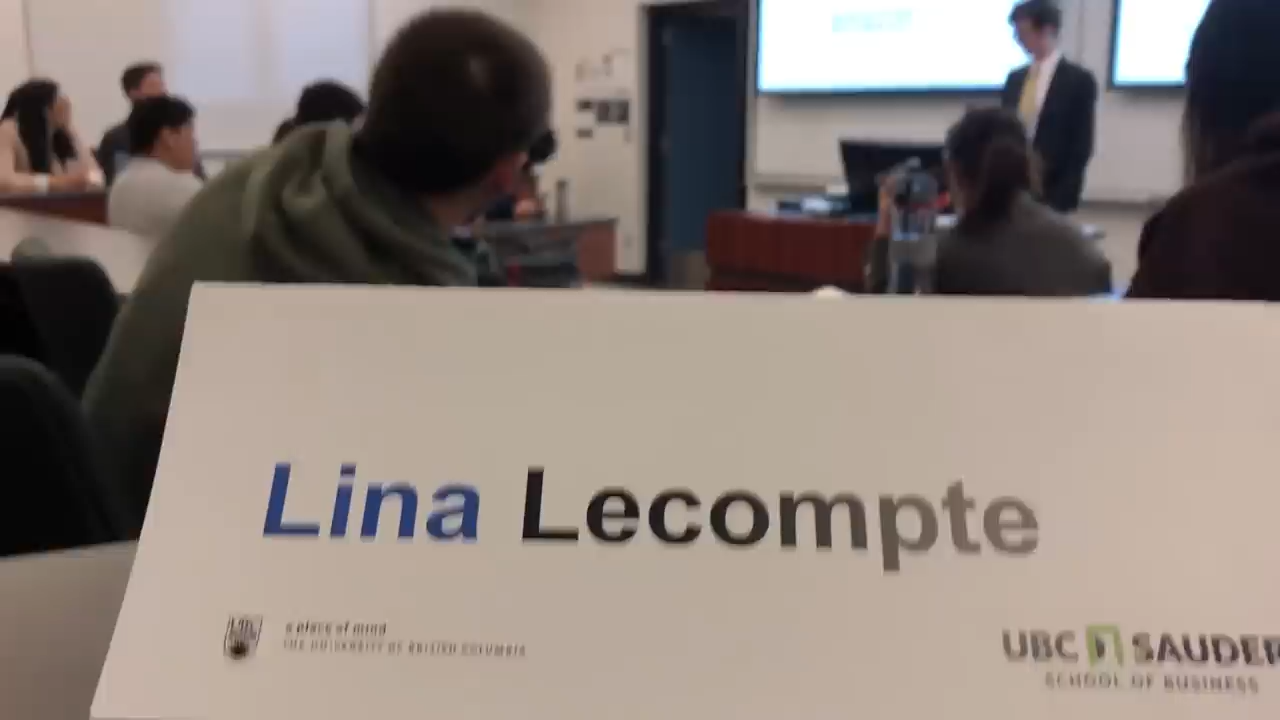 Lina Lecompte
a place of mind
THE UNIVERSITY OF BRITISH COLUMBIA
UBC SAUDER
SCHOOL OF BUSINESS